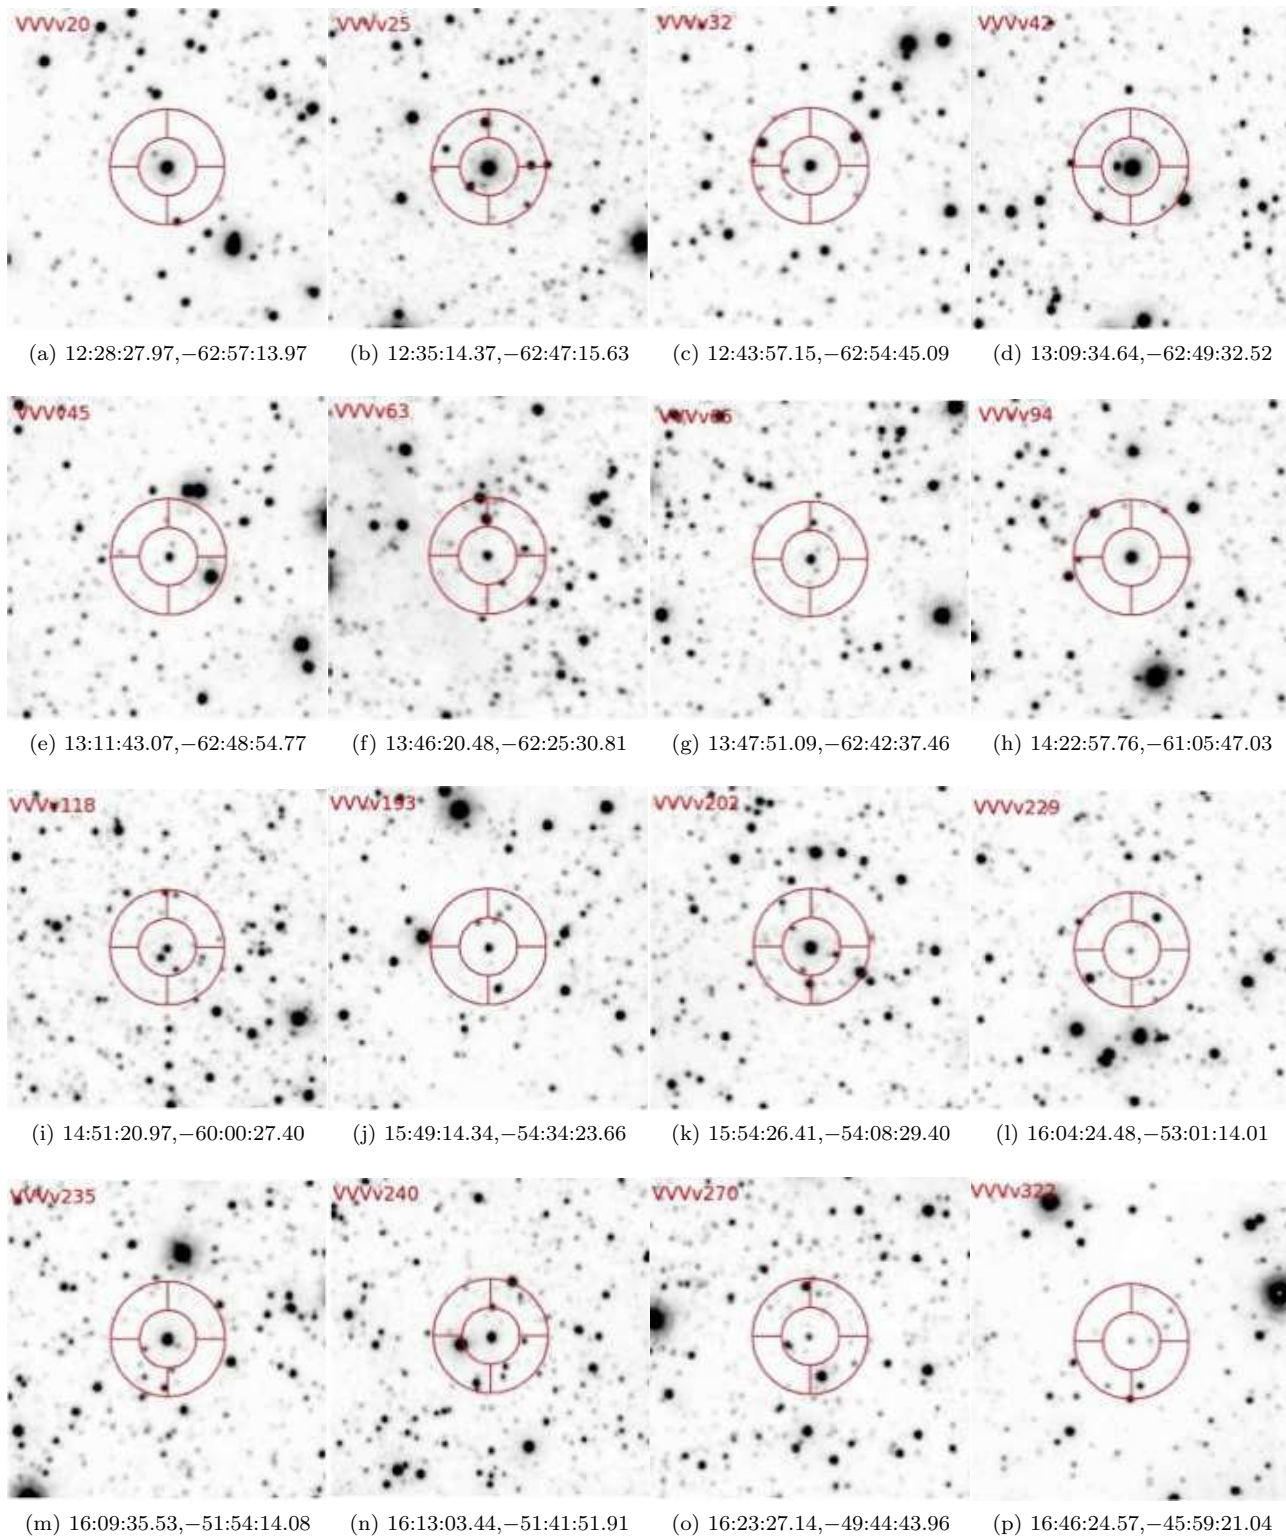 VVVv20 VVVv25 VVVv32 VVVv42
(a) 12:28:27.97,−62:57:13.97 (b) 12:35:14.37,−62:47:15.63 (c) 12:43:57.15,−62:54:45.09 (d) 13:09:34.64,−62:49:32.52
VVVv45 VVVv63 VVVv66 VVVv94
(e) 13:11:43.07,−62:48:54.77 (f) 13:46:20.48,−62:25:30.81 (g) 13:47:51.09,−62:42:37.46 (h) 14:22:57.76,−61:05:47.03
VVVv118 VVVv193 VVVv202 VVVv229
(i) 14:51:20.97,−60:00:27.40 (j) 15:49:14.34,−54:34:23.66 (k) 15:54:26.41,−54:08:29.40 (l) 16:04:24.48,−53:01:14.01
VVVv235 VVVv240 VVVv270 VVVv322
(m) 16:09:35.53,−51:54:14.08 (n) 16:13:03.44,−51:41:51.91 (o) 16:23:27.14,−49:44:43.96 (p) 16:46:24.57,−45:59:21.04